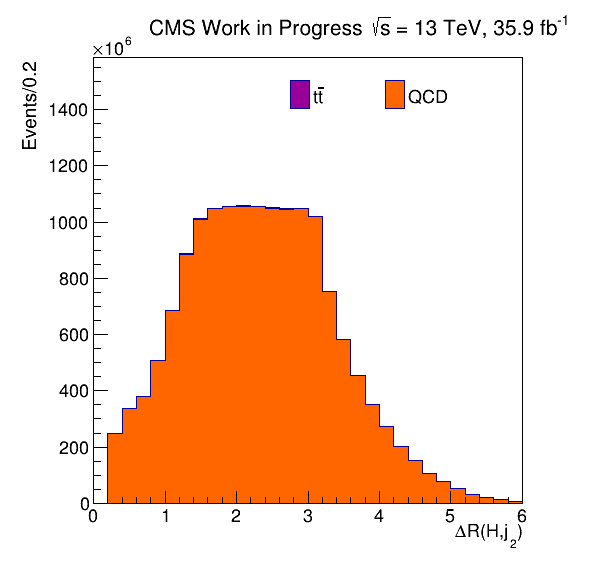 CMS Work in Progress √s = 13 TeV, 35.9 fb⁻¹
×10⁶
Events/0.2
tt̄
QCD
1400
1200
1000
800
600
400
200
0
0 1 2 3 4 5 6
ΔR(H,j₂)